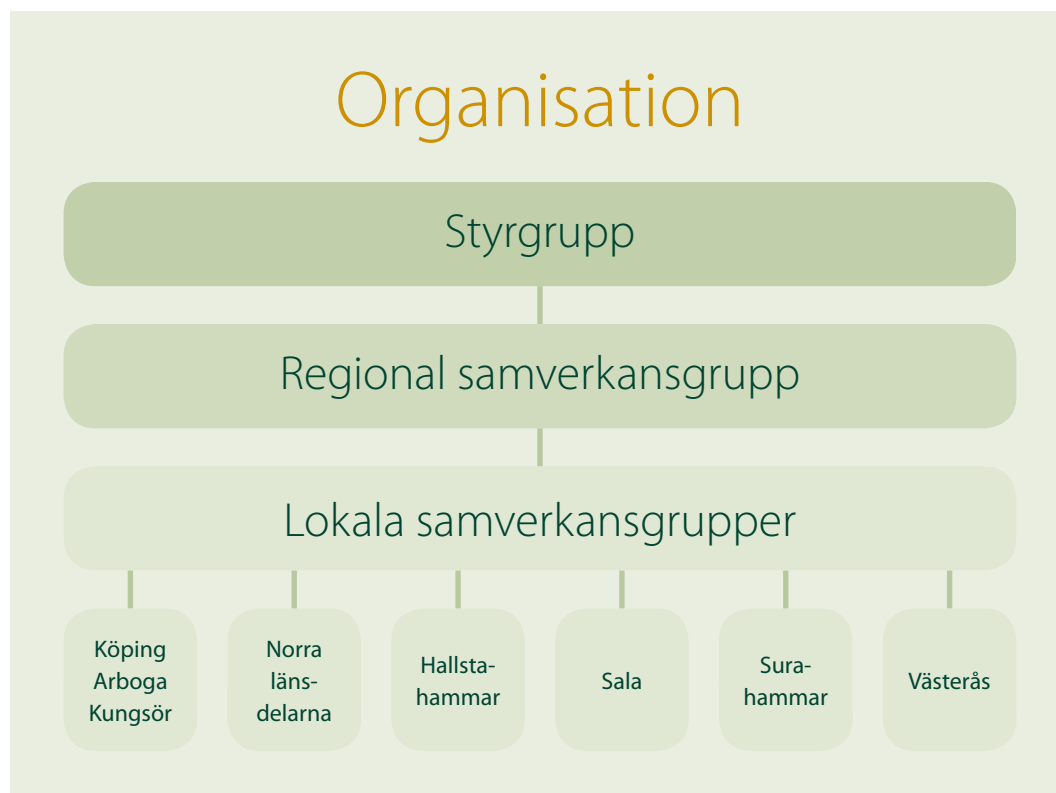 Organisation
Styrgrupp
Regional samverkansgrupp
Lokala samverkansgrupper
Köping
Arboga
Kungsör
Norra
läns-
delarna
Hallsta-
hammar
Sala
Sura-
hammar
Västerås